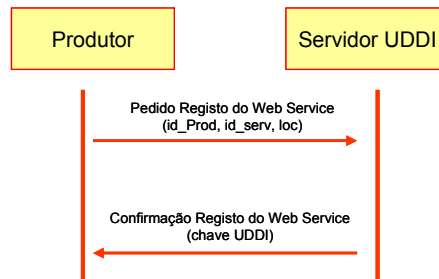 Produtor
Servidor UDDI
Pedido Registo do Web Service
(id_Prod, id_serv, loc)
Confirmação Registo do Web Service
(chave UDDI)